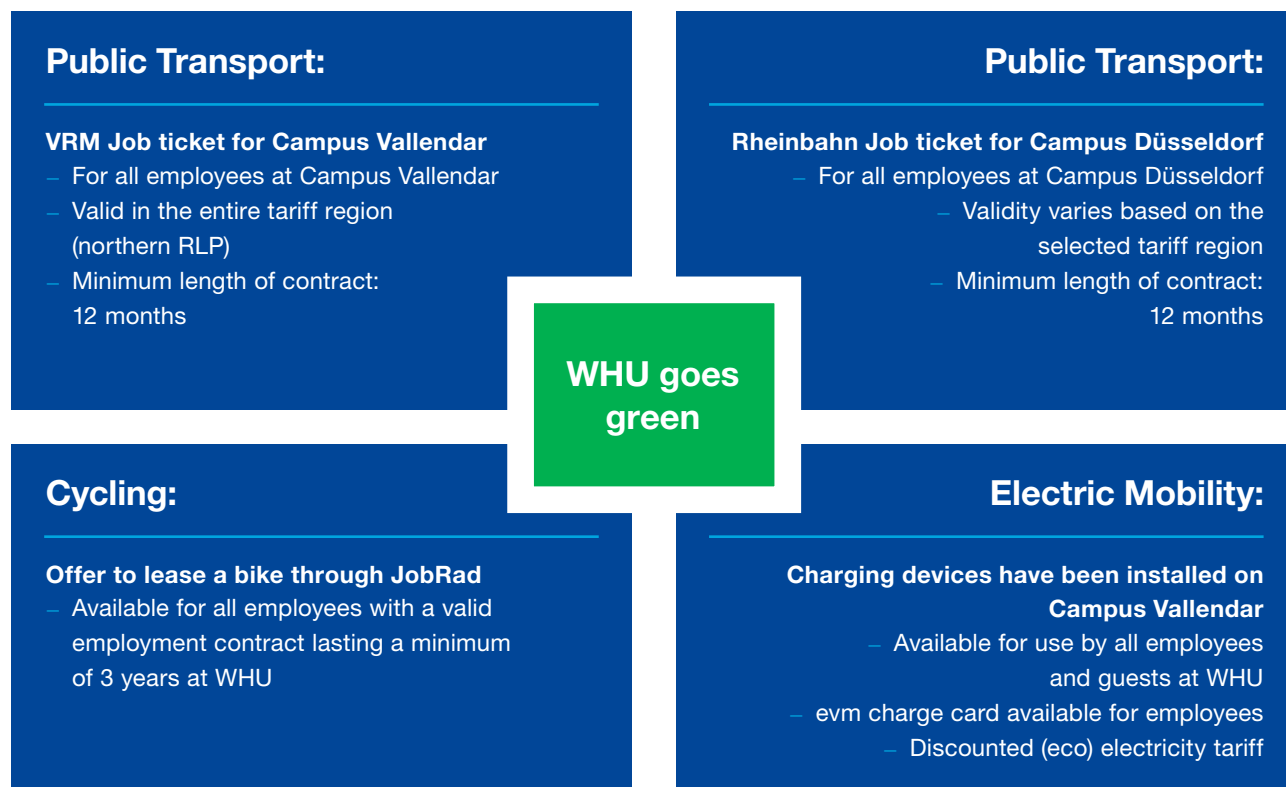 Public Transport:
VRM Job ticket for Campus Vallendar
– For all employees at Campus Vallendar
– Valid in the entire tariff region
(northern RLP)
– Minimum length of contract:
12 months
Public Transport:
Rheinbahn Job ticket for Campus Düsseldorf
– For all employees at Campus Düsseldorf
– Validity varies based on the
selected tariff region
– Minimum length of contract:
12 months
WHU goes
green
Cycling:
Offer to lease a bike through JobRad
– Available for all employees with a valid
employment contract lasting a minimum
of 3 years at WHU
Electric Mobility:
Charging devices have been installed on
Campus Vallendar
– Available for use by all employees
and guests at WHU
– evm charge card available for employees
– Discounted (eco) electricity tariff